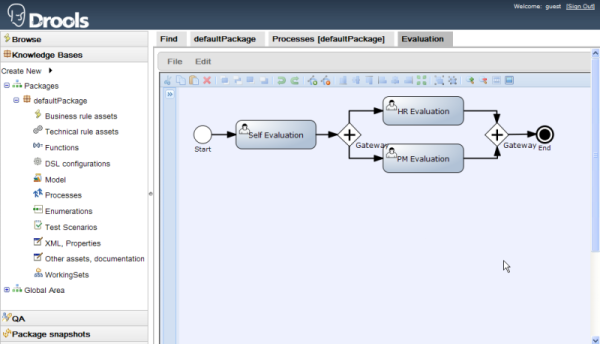 Drools
Welcome: guest [Sign Out]
Browse
Knowledge Bases
Create New
Packages
defaultPackage
Business rule assets
Technical rule assets
Functions
DSL configurations
Model
Processes
Enumerations
Test Scenarios
XML, Properties
Other assets, documentation
WorkingSets
Global Area
QA
Package snapshots
Find
defaultPackage
Processes [defaultPackage]
Evaluation
File
Edit
Start
Self Evaluation
Gateway
HR Evaluation
PM Evaluation
Gateway
End